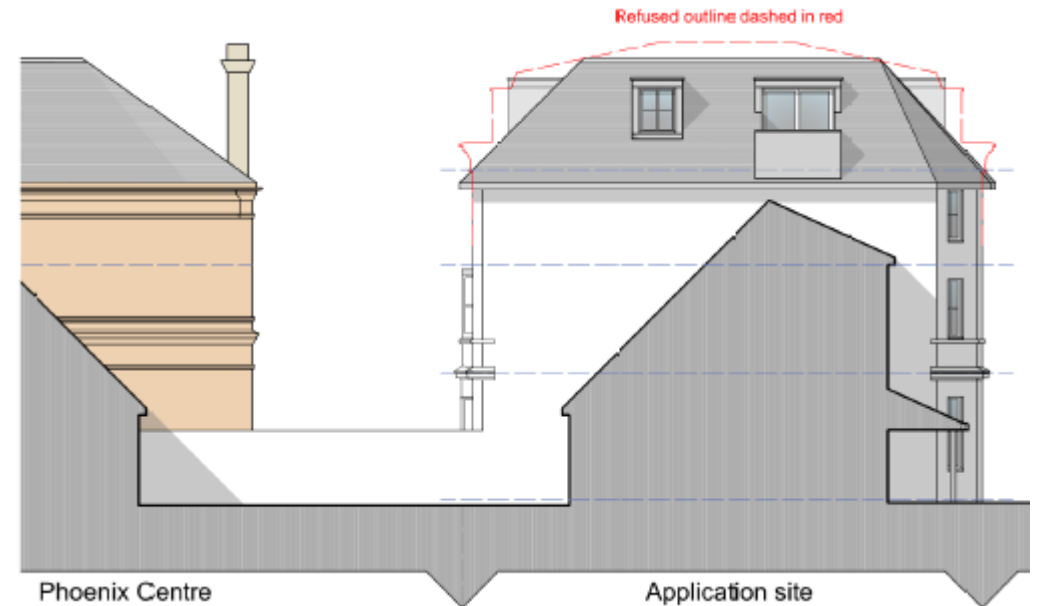 Refused outline dashed in red
Phoenix Centre
Application site